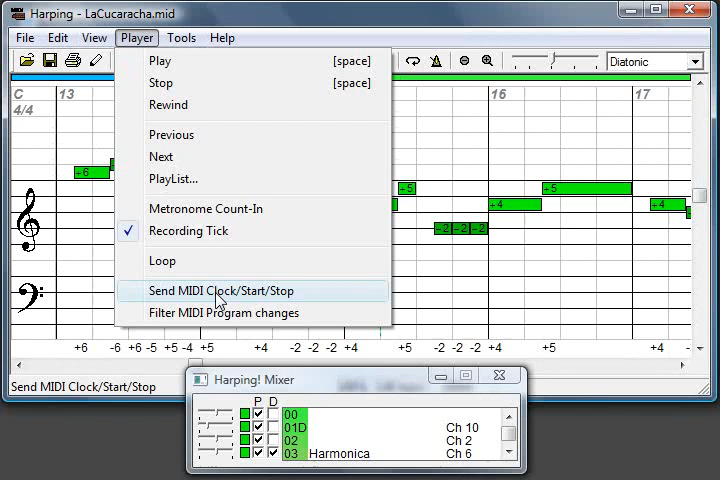 Harping - LaCucaracha.mid
File Edit View Player Tools Help
Diatonic
Play [space]
Stop [space]
Rewind
Previous
Next
PlayList...
Metronome Count-In
✓ Recording Tick
Loop
Send MIDI Clock/Start/Stop
Filter MIDI Program changes
C 13 16 17
4/4
+6 +5 +5
+4 +4
-2 -2 -2
+6 -6 +6 -5 +5 -4 +5 +4 -2 -2 -2 +4 +5 -2 -2 -2 +4 +5 +4 -
Send MIDI Clock/Start/Stop
Harping! Mixer
P D
00
01D Ch 10
02 Ch 2
03 Harmonica Ch 6